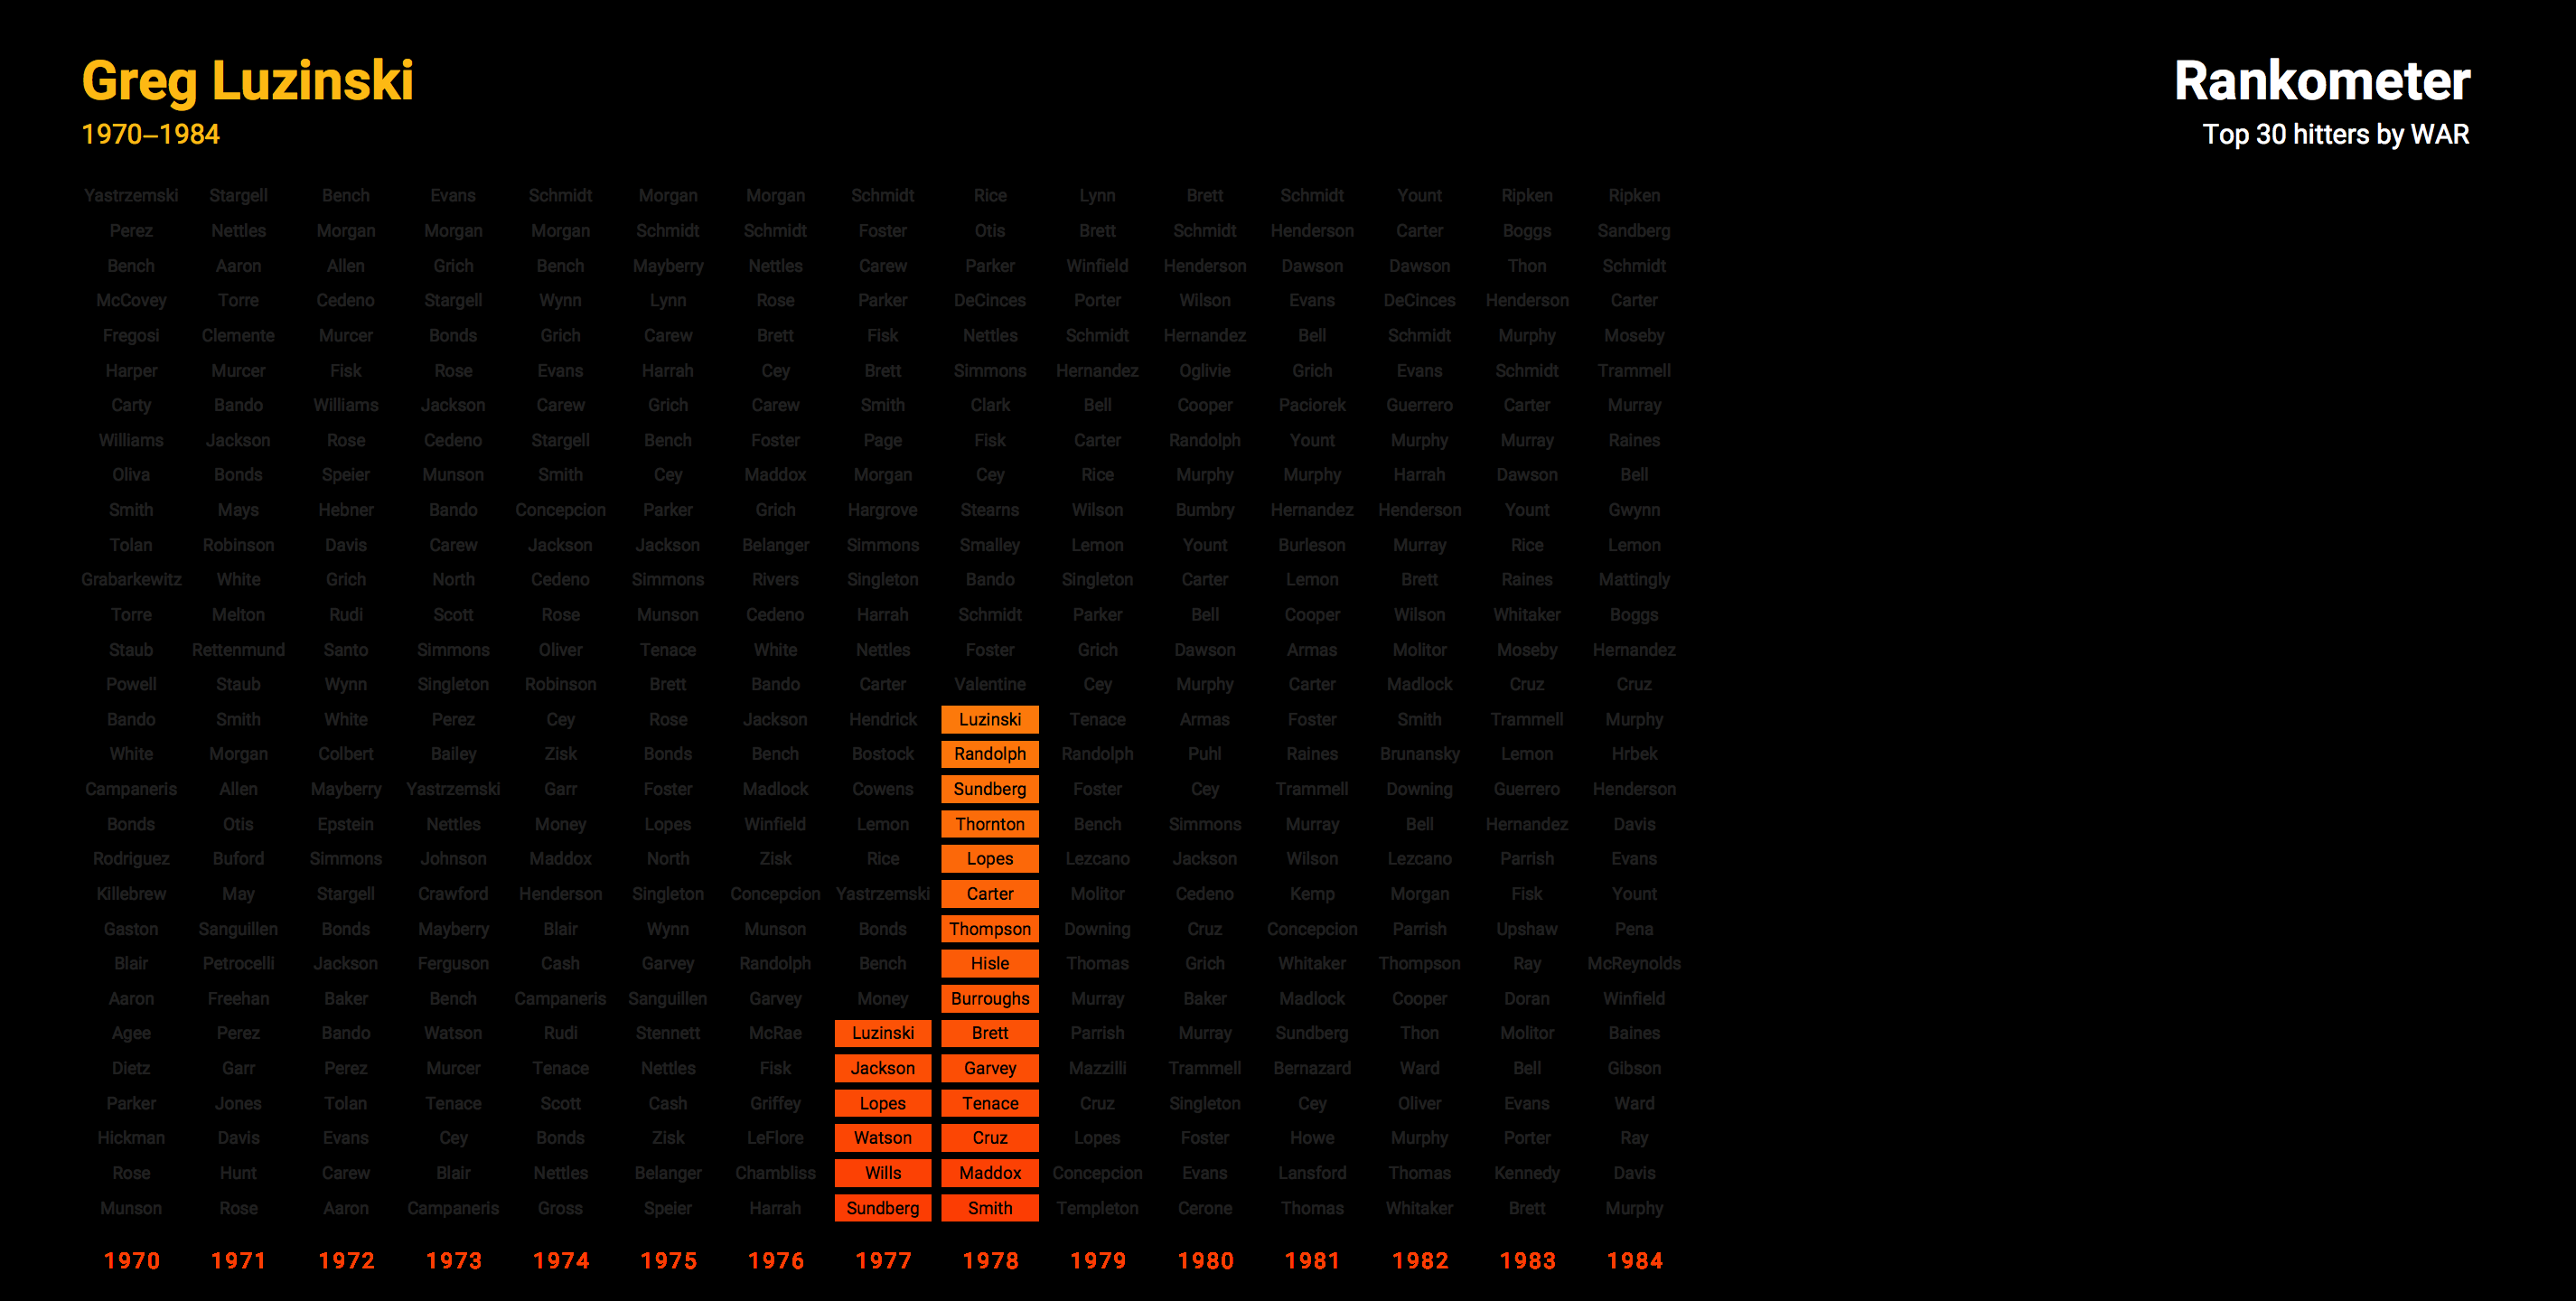 Greg Luzinski
1970–1984
Rankometer
Top 30 hitters by WAR
Yastrzemski Stargell Bench Evans Schmidt Morgan Morgan Schmidt Rice Lynn Brett Schmidt Yount Ripken Ripken
Perez Nettles Morgan Morgan Morgan Schmidt Schmidt Foster Otis Brett Schmidt Henderson Carter Boggs Sandberg
Bench Aaron Allen Grich Bench Mayberry Nettles Carew Parker Winfield Henderson Dawson Dawson Thon Schmidt
McCovey Torre Cedeno Stargell Wynn Lynn Rose Parker DeCinces Porter Wilson Evans DeCinces Henderson Carter
Fregosi Clemente Murcer Bonds Grich Carew Brett Fisk Nettles Schmidt Hernandez Bell Schmidt Murphy Moseby
Harper Murcer Fisk Rose Evans Harrah Cey Brett Simmons Hernandez Oglivie Grich Evans Schmidt Trammell
Carty Bando Williams Jackson Carew Grich Carew Smith Clark Bell Cooper Paciorek Guerrero Carter Murray
Williams Jackson Rose Cedeno Stargell Bench Foster Page Fisk Carter Randolph Yount Murphy Murray Raines
Oliva Bonds Speier Munson Smith Cey Maddox Morgan Cey Rice Murphy Murphy Harrah Dawson Bell
Smith Mays Hebner Bando Concepcion Parker Grich Hargrove Stearns Wilson Bumbry Hernandez Henderson Yount Gwynn
Tolan Robinson Davis Carew Jackson Jackson Belanger Simmons Smalley Lemon Yount Burleson Murray Rice Lemon
Grabarkewitz White Grich North Cedeno Simmons Rivers Singleton Bando Singleton Carter Lemon Brett Raines Mattingly
Torre Melton Rudi Scott Rose Munson Cedeno Harrah Schmidt Parker Bell Cooper Wilson Whitaker Boggs
Staub Rettenmund Santo Simmons Oliver Tenace White Nettles Foster Grich Dawson Armas Molitor Moseby Hernandez
Powell Staub Wynn Singleton Robinson Brett Bando Carter Valentine Cey Murphy Carter Madlock Cruz Cruz
Bando Smith White Perez Cey Rose Jackson Hendrick Luzinski Tenace Armas Foster Smith Trammell Murphy
White Morgan Colbert Bailey Zisk Bonds Bench Bostock Randolph Randolph Puhl Raines Brunansky Lemon Hrbek
Campaneris Allen Mayberry Yastrzemski Garr Foster Madlock Cowens Sundberg Foster Cey Trammell Downing Guerrero Henderson
Bonds Otis Epstein Nettles Money Lopes Winfield Lemon Thornton Bench Simmons Murray Bell Hernandez Davis
Rodriguez Buford Simmons Johnson Maddox North Zisk Rice Lopes Lezcano Jackson Wilson Lezcano Parrish Evans
Killebrew May Stargell Crawford Henderson Singleton Concepcion Yastrzemski Carter Molitor Cedeno Kemp Morgan Fisk Yount
Gaston Sanguillen Bonds Mayberry Blair Wynn Munson Bonds Thompson Downing Cruz Concepcion Parrish Upshaw Pena
Blair Petrocelli Jackson Ferguson Cash Garvey Randolph Bench Hisle Thomas Grich Whitaker Thompson Ray McReynolds
Aaron Freehan Baker Bench Campaneris Sanguillen Garvey Money Burroughs Murray Baker Madlock Cooper Doran Winfield
Agee Perez Bando Watson Rudi Stennett McRae Luzinski Brett Parrish Murray Sundberg Thon Molitor Baines
Dietz Garr Perez Murcer Tenace Nettles Fisk Jackson Garvey Mazzilli Trammell Bernazard Ward Bell Gibson
Parker Jones Tolan Tenace Scott Cash Griffey Lopes Tenace Cruz Singleton Cey Oliver Evans Ward
Hickman Davis Evans Cey Bonds Zisk LeFlore Watson Cruz Lopes Foster Howe Murphy Porter Ray
Rose Hunt Carew Blair Nettles Belanger Chambliss Wills Maddox Concepcion Evans Lansford Thomas Kennedy Davis
Munson Rose Aaron Campaneris Gross Speier Harrah Sundberg Smith Templeton Cerone Thomas Whitaker Brett Murphy
1970 1971 1972 1973 1974 1975 1976 1977 1978 1979 1980 1981 1982 1983 1984